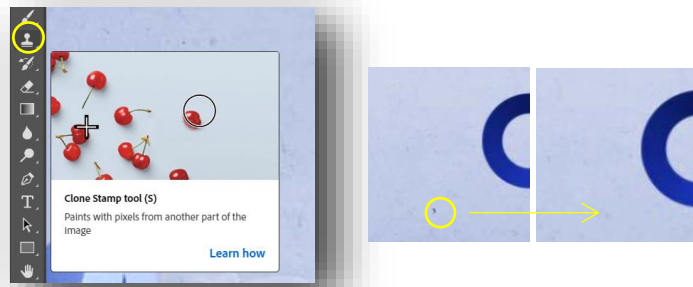 Clone Stamp tool (S)
Paints with pixels from another part of the
image
Learn how
T